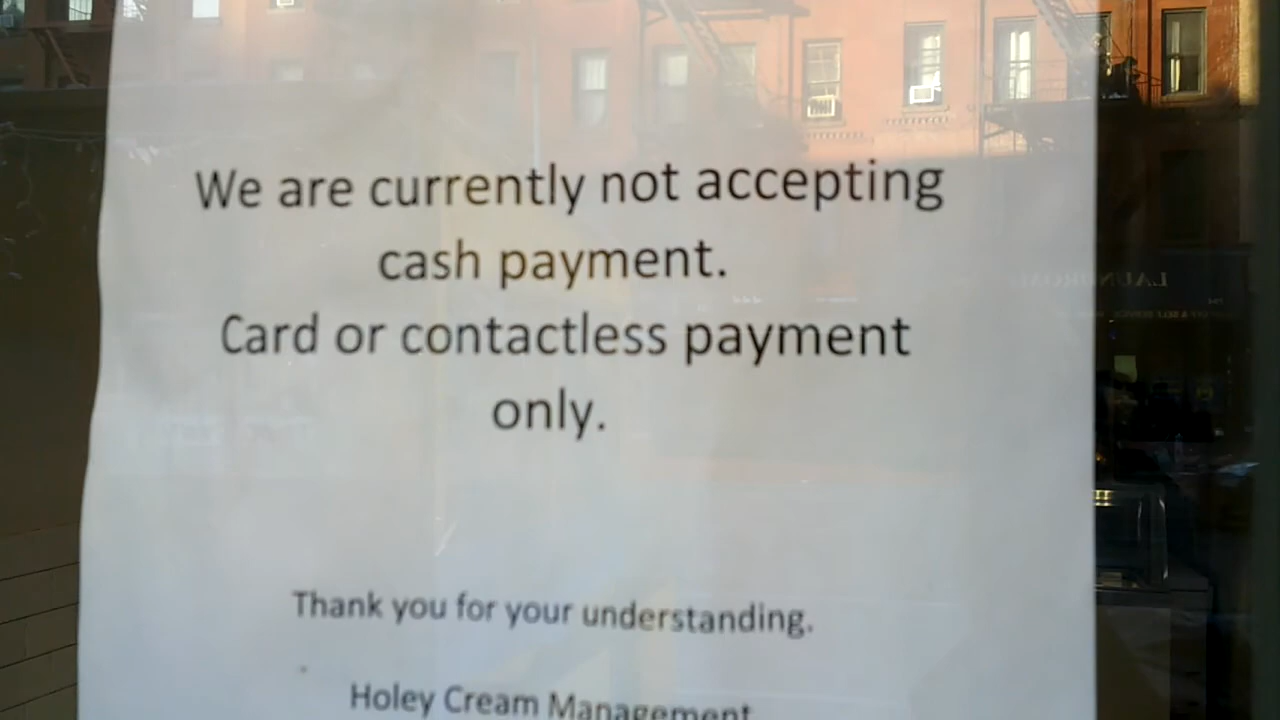 We are currently not accepting
cash payment.
Card or contactless payment
only.
Thank you for your understanding.
Holey Cream Management